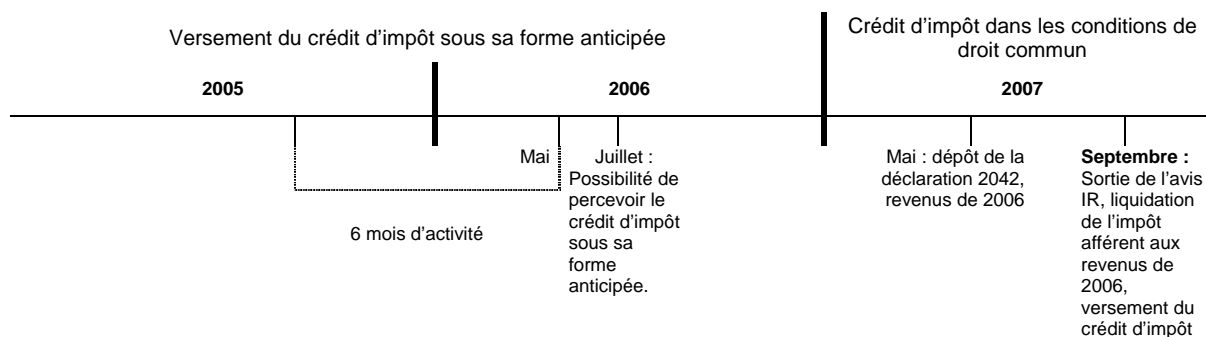 Versement du crédit d'impôt sous sa forme anticipée
Crédit d'impôt dans les conditions de
droit commun
2005
2006
2007
Mai
Juillet :
Possibilité de
percevoir le
crédit d'impôt
sous sa
forme
anticipée.
6 mois d'activité
Mai : dépôt de la
déclaration 2042,
revenus de 2006
Septembre :
Sortie de l'avis
IR, liquidation
de l'impôt
afférent aux
revenus de
2006,
versement du
crédit d'impôt